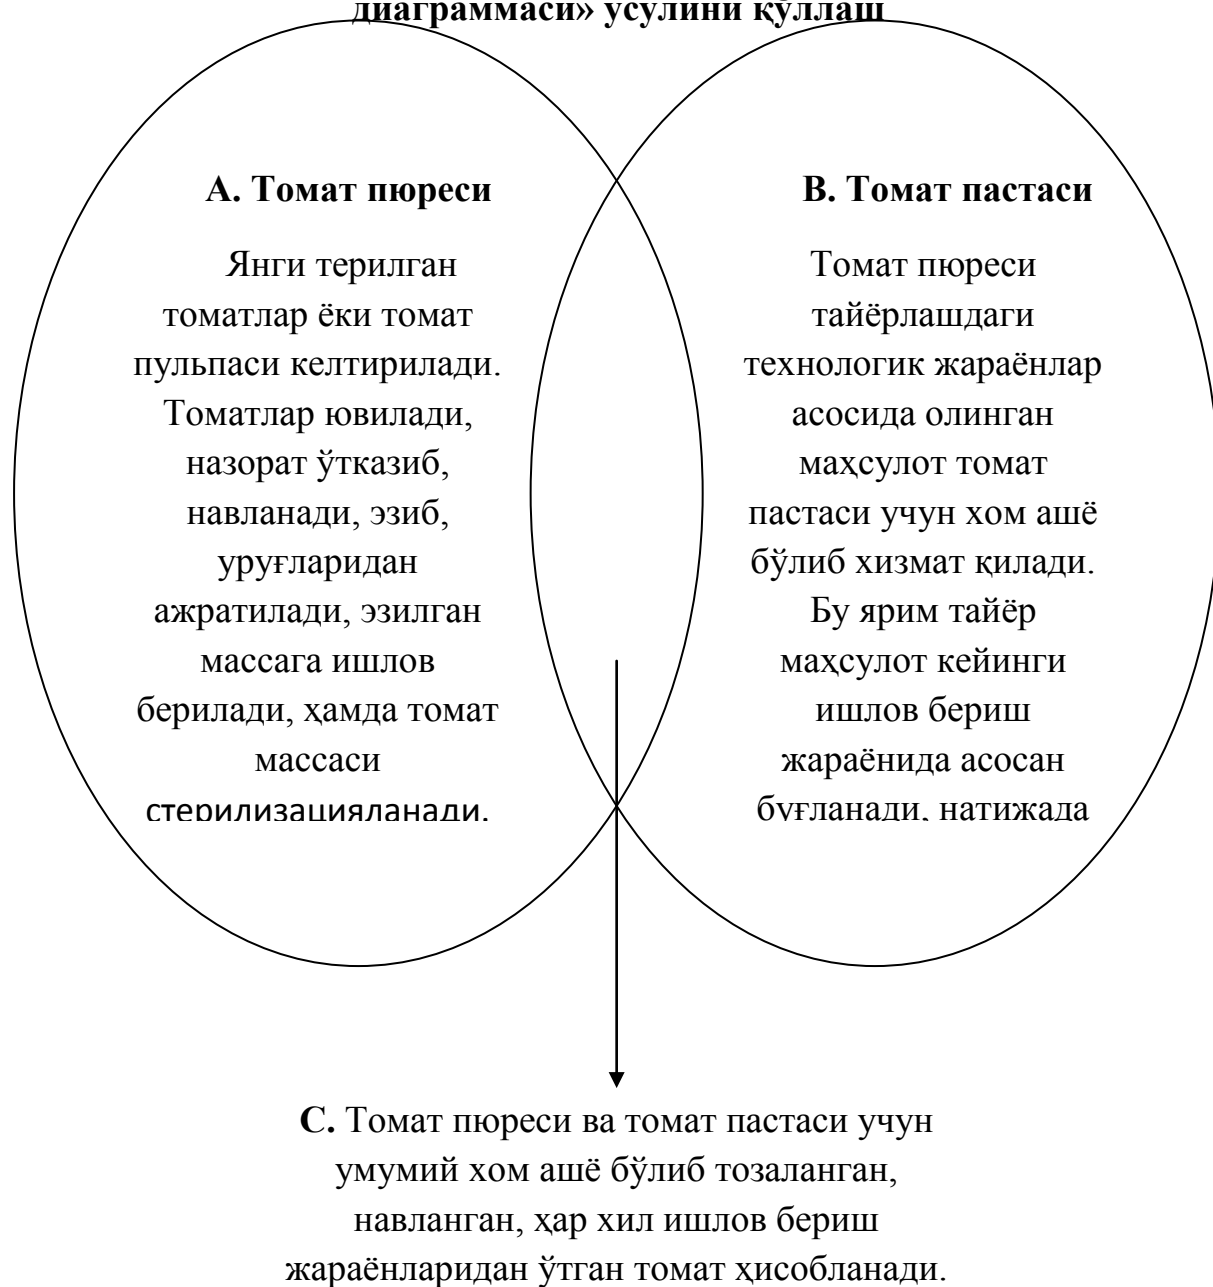 диаграммаси» усулини қўллаш
А. Томат пюреси
Янги терилган
томатлар ёки томат
пульпаси келтирилади.
Томатлар ювилади,
назорат ўтказиб,
навланади, эзиб,
уруғларидан
ажратилади, эзилган
массага ишлов
берилади, ҳамда томат
массаси
стерилизацияланади.
В. Томат пастаси
Томат пюреси
тайёрлашдаги
технологик жараёнлар
асосида олинган
маҳсулот томат
пастаси учун хом ашё
бўлиб хизмат қилади.
Бу ярим тайёр
маҳсулот кейинги
ишлов бериш
жараёнида асосан
буғланади, натижада
С. Томат пюреси ва томат пастаси учун
умумий хом ашё бўлиб тозаланган,
навланган, ҳар хил ишлов бериш
жараёнларидан ўтган томат ҳисобланади.